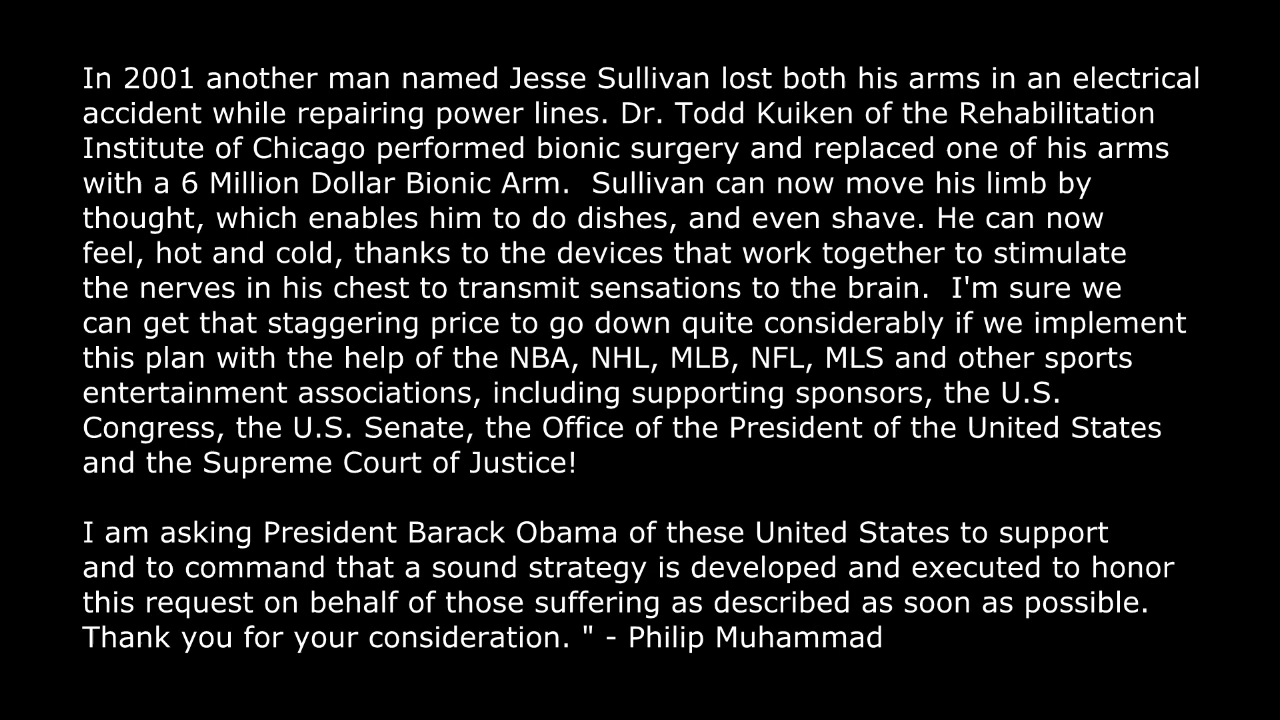 In 2001 another man named Jesse Sullivan lost both his arms in an electrical
accident while repairing power lines. Dr. Todd Kuiken of the Rehabilitation
Institute of Chicago performed bionic surgery and replaced one of his arms
with a 6 Million Dollar Bionic Arm.  Sullivan can now move his limb by
thought, which enables him to do dishes, and even shave. He can now
feel, hot and cold, thanks to the devices that work together to stimulate
the nerves in his chest to transmit sensations to the brain.  I'm sure we
can get that staggering price to go down quite considerably if we implement
this plan with the help of the NBA, NHL, MLB, NFL, MLS and other sports
entertainment associations, including supporting sponsors, the U.S.
Congress, the U.S. Senate, the Office of the President of the United States
and the Supreme Court of Justice!
I am asking President Barack Obama of these United States to support
and to command that a sound strategy is developed and executed to honor
this request on behalf of those suffering as described as soon as possible.
Thank you for your consideration. " - Philip Muhammad